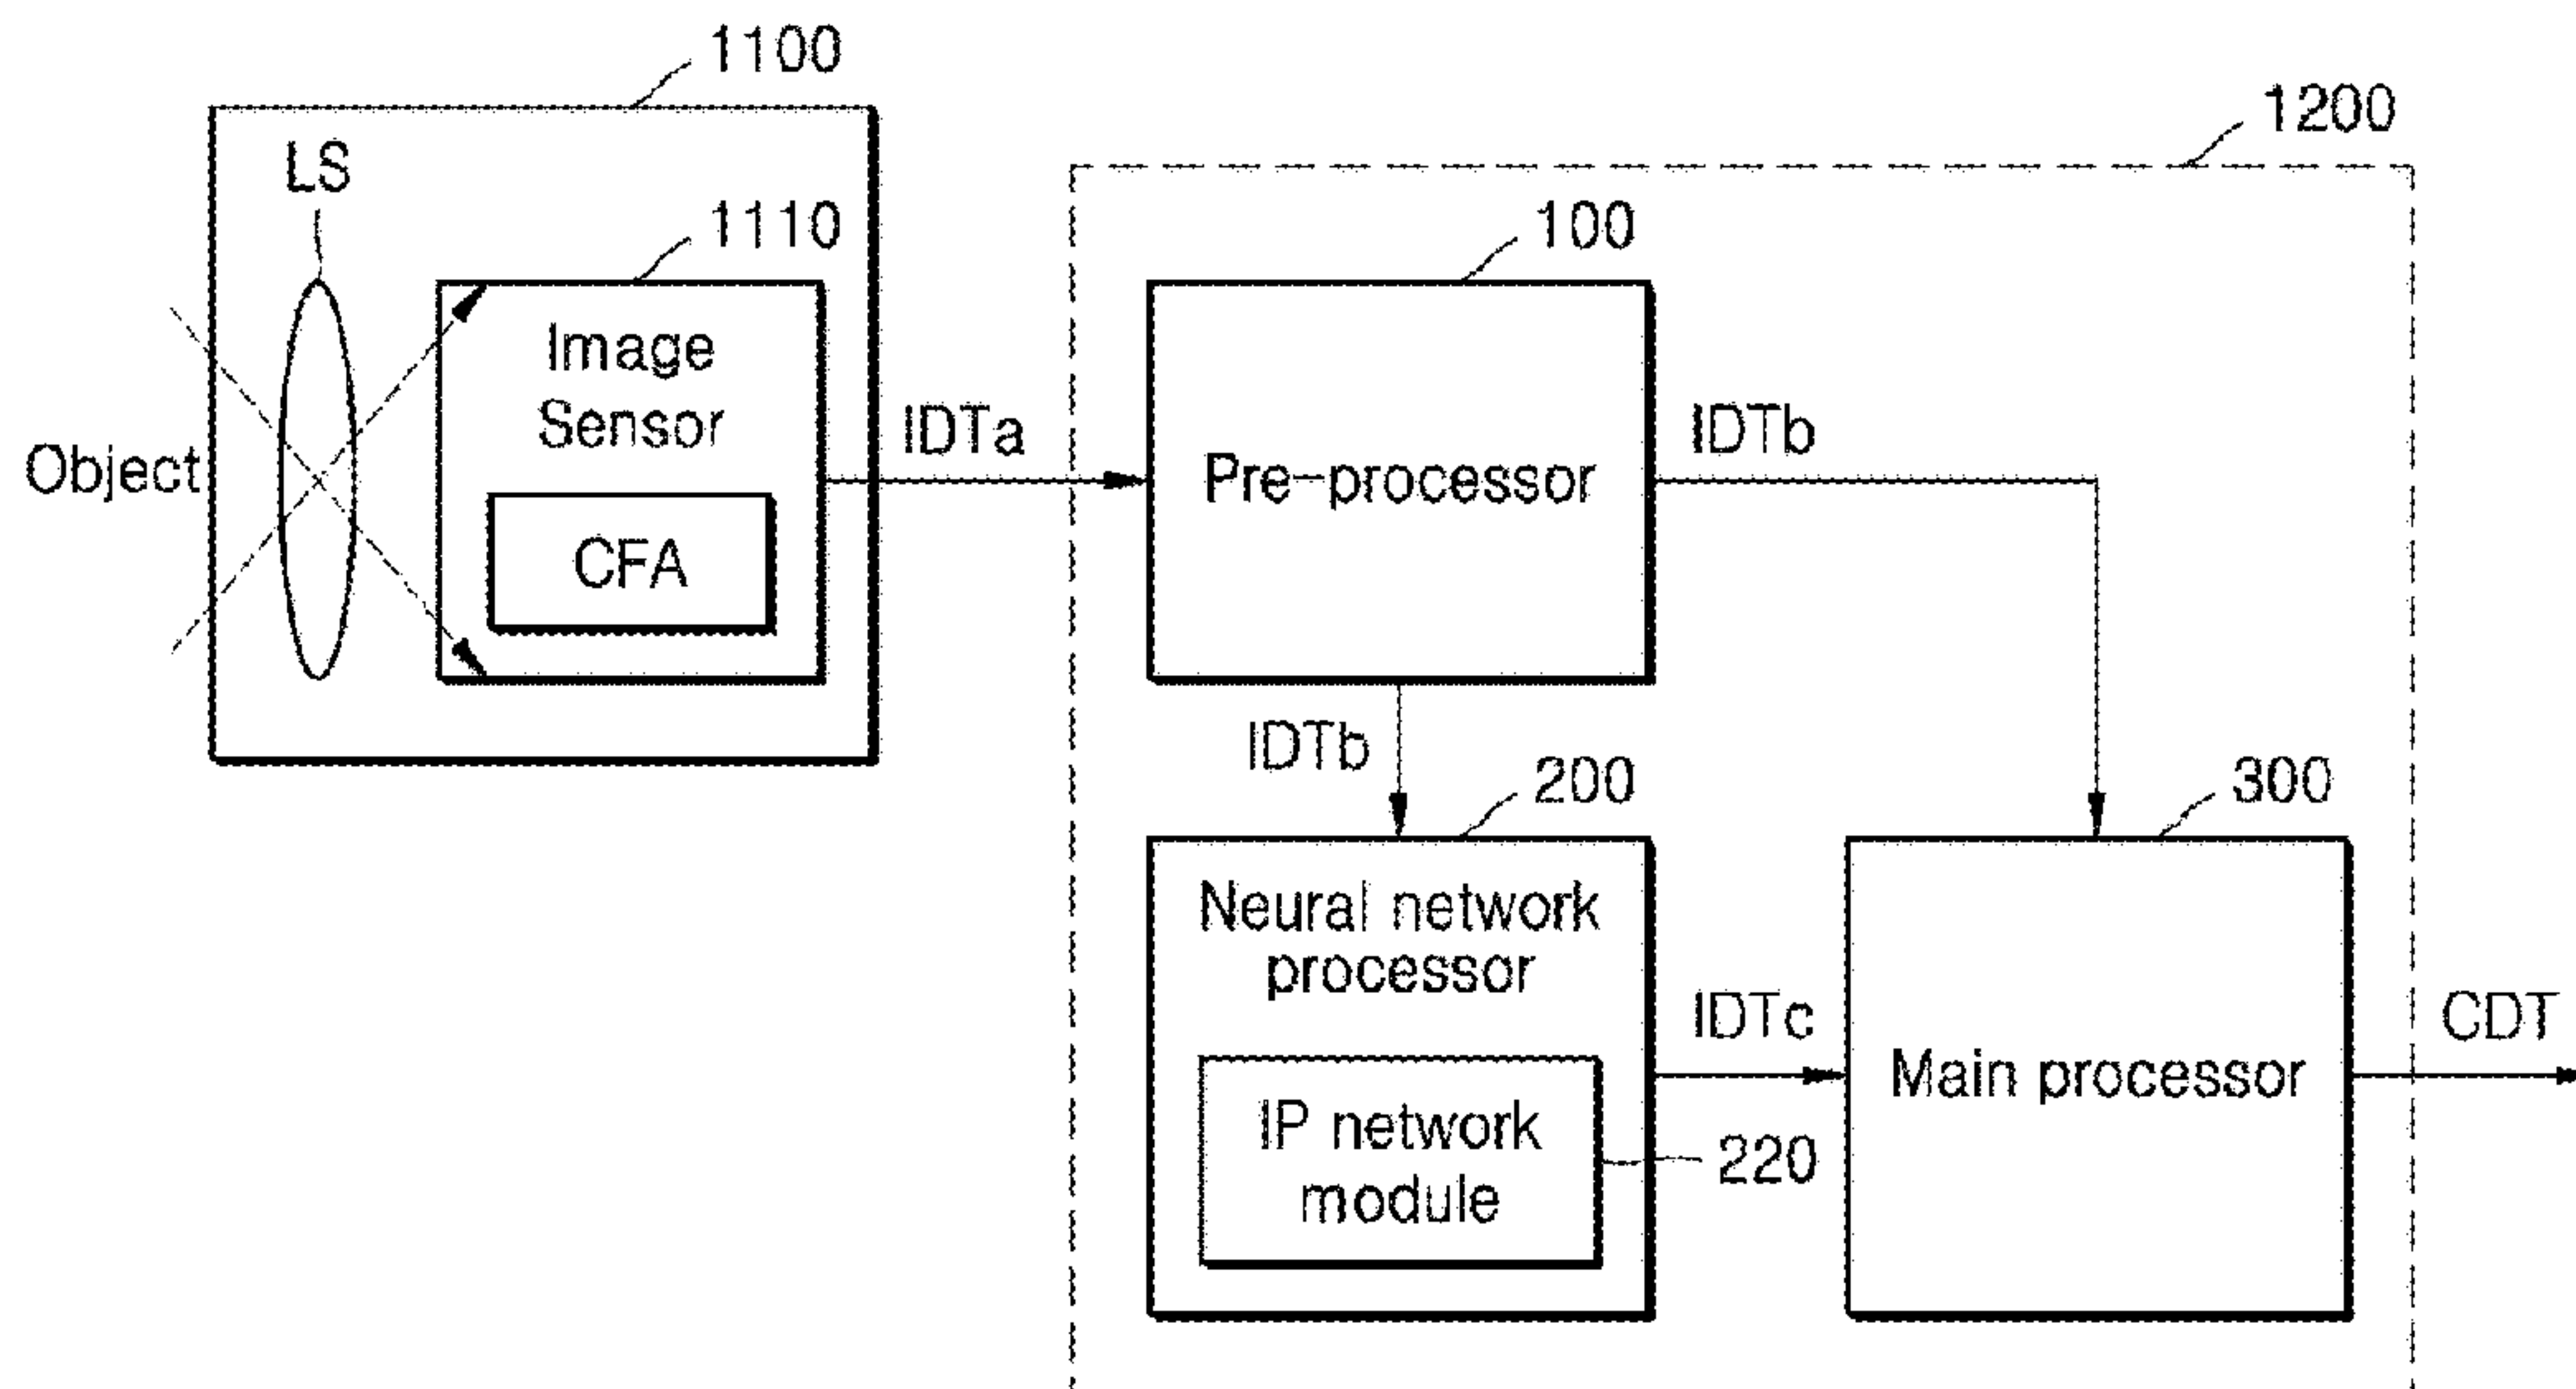 1100
1200
LS
1110
100
Image
Sensor
IDTa
IDTb
Object
Pre-processor
CFA
IDTb
200
300
Neural network
processor
IDTc
CDT
Main processor
IP network
module
220